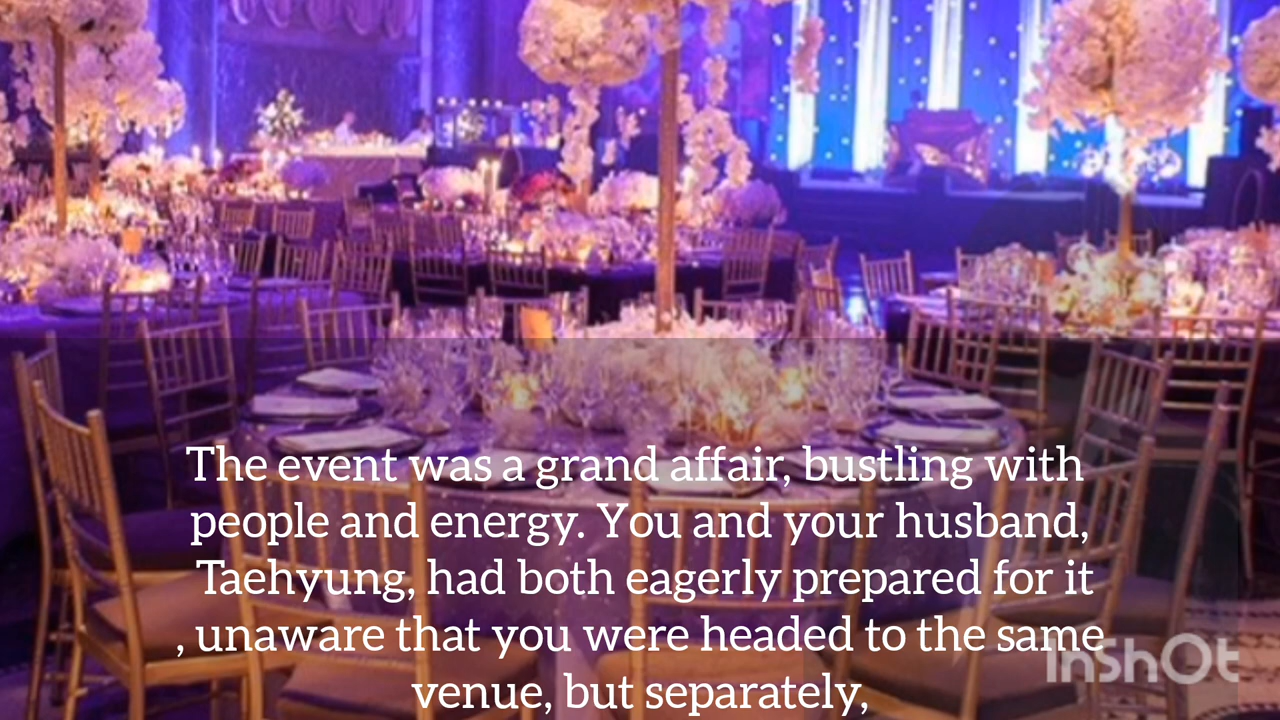 The event was a grand affair, bustling with
people and energy. You and your husband,
Taehyung, had both eagerly prepared for it
, unaware that you were headed to the same
venue, but separately,
InShOt